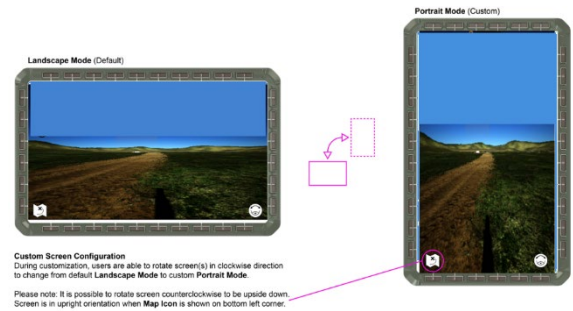 Portrait Mode (Custom)
Landscape Mode (Default)
Custom Screen Configuration
During customization, users are able to rotate screen(s) in clockwise direction
to change from default Landscape Mode to custom Portrait Mode.
Please note: It is possible to rotate screen counterclockwise to be upside down.
Screen is in upright orientation when Map Icon is shown on bottom left corner.